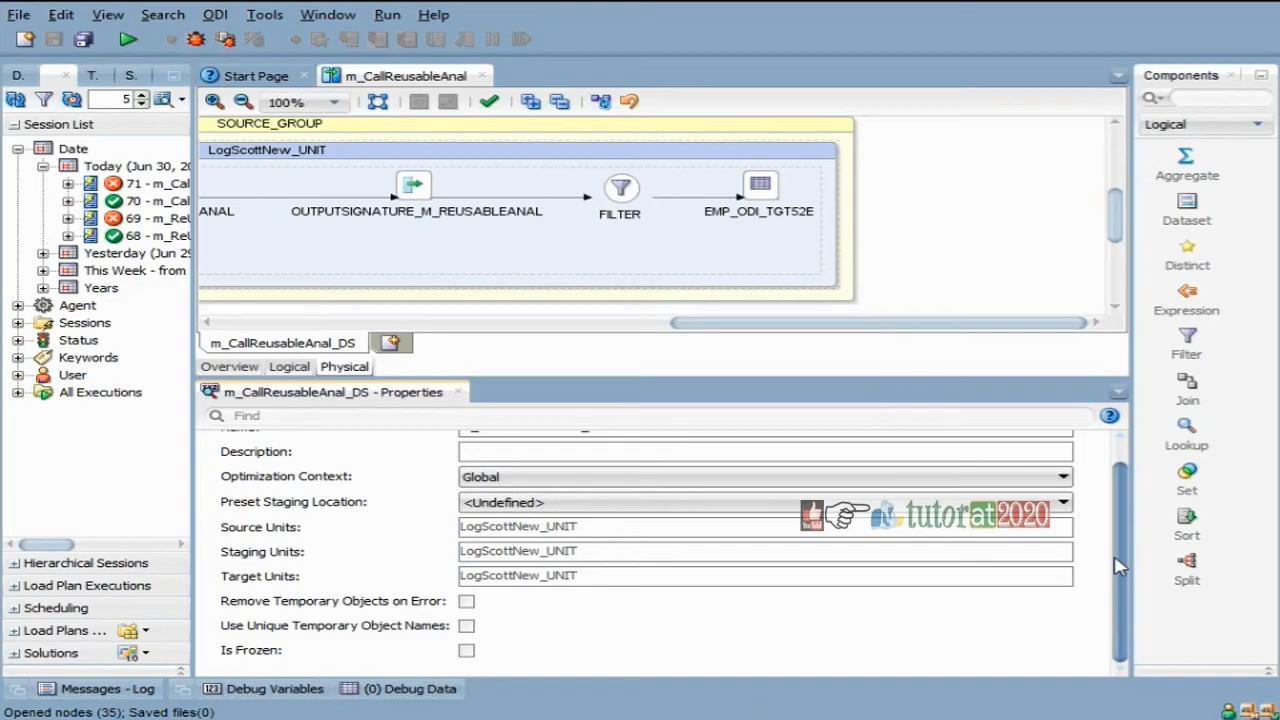 File Edit View Search ODI Tools Window Run Help
D. T. S. Start Page m_CallReusableAnal Components
5 100%
Session List SOURCE_GROUP Logical
Date LogScottNew_UNIT
Today (Jun 30, 20
71 - m_Cal
70 - m_Cal
69 - m_ReU
68 - m_ReU
Yesterday (Jun 29
This Week - from
Years
Agent
Sessions
Status
Keywords
User
All Executions
Hierarchical Sessions
Load Plan Executions
Scheduling
Load Plans ...
Solutions
ANAL OUTPUTSIGNATURE_M_REUSABLEANAL FILTER EMP_ODI_TGT52E
m_CallReusableAnal_DS
Overview Logical Physical
m_CallReusableAnal_DS - Properties
Find
Description:
Optimization Context: Global
Preset Staging Location: <Undefined>
Source Units: LogScottNew_UNIT
Staging Units: LogScottNew_UNIT
Target Units: LogScottNew_UNIT
Remove Temporary Objects on Error:
Use Unique Temporary Object Names:
Is Frozen:
tutorat2020
Aggregate
Dataset
Distinct
Expression
Filter
Join
Lookup
Set
Sort
Split
Messages - Log Debug Variables (0) Debug Data
Opened nodes (35); Saved files(0)